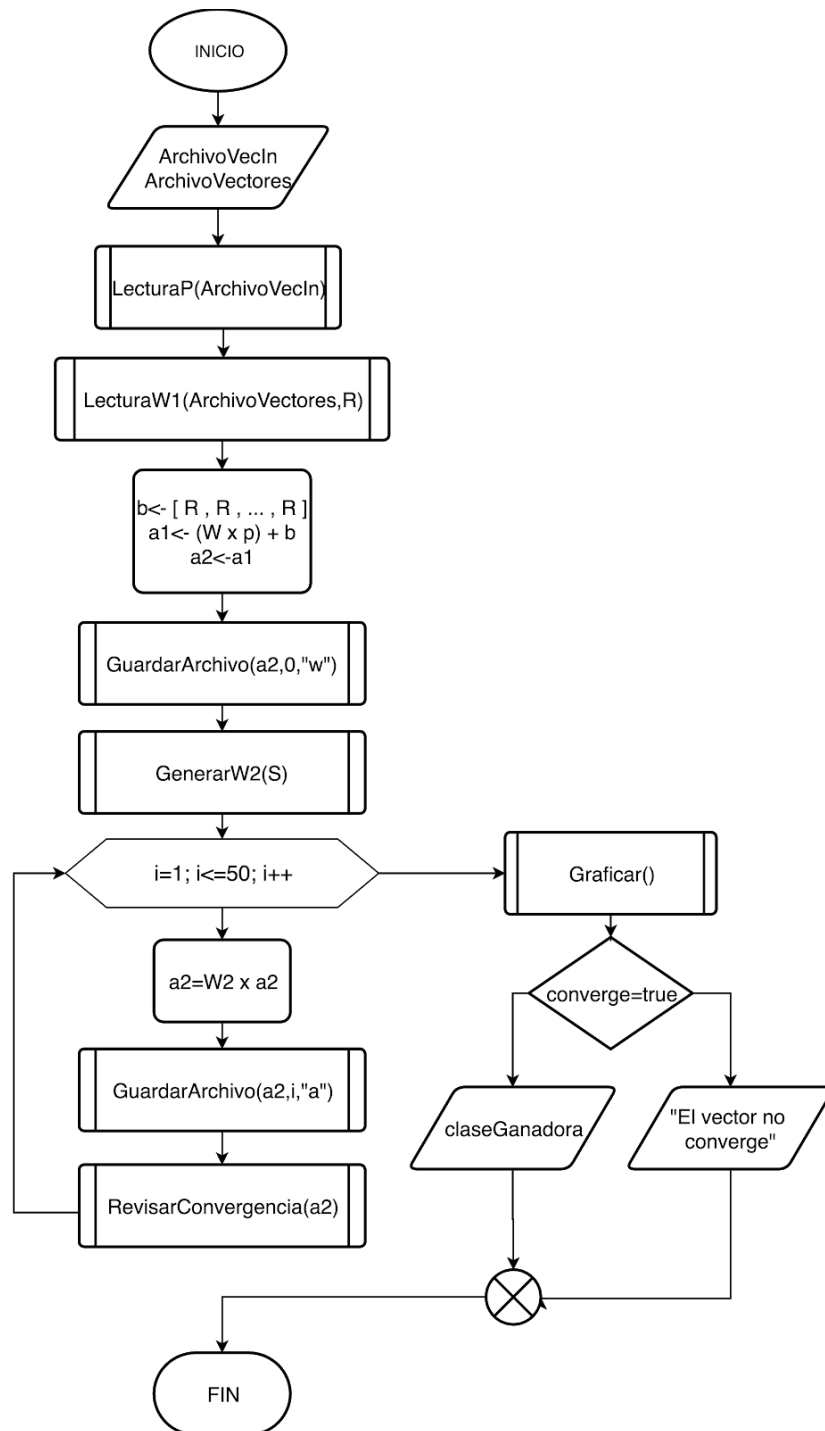 INICIO
ArchivoVecIn
ArchivoVectores
LecturaP(ArchivoVecIn)
LecturaW1(ArchivoVectores,R)
b<- [ R , R , ... , R ]
a1<- (W x p) + b
a2<-a1
GuardarArchivo(a2,0,"w")
GenerarW2(S)
i=1; i<=50; i++
Graficar()
a2=W2 x a2
converge=true
GuardarArchivo(a2,i,"a")
claseGanadora
"El vector no
converge"
RevisarConvergencia(a2)
FIN